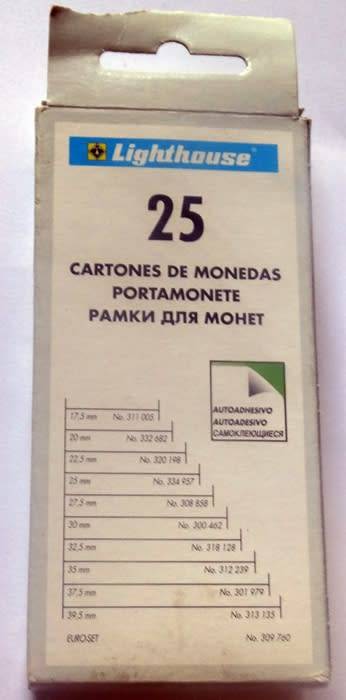 Lighthouse
25
CARTONES DE MONEDAS
PORTAMONETE
РАМКИ ДЛЯ МОНЕТ
AUTOADHESIVO
AUTOADESIVO
САМОКЛЕЮЩИЕСЯ
17,5 mm No. 311 005
20 mm No. 332 682
22,5 mm No. 320 198
25 mm No. 334 957
27,5 mm No. 308 858
30 mm No. 300 462
32,5 mm No. 318 128
35 mm No. 312 239
37,5 mm No. 301 979
39,5 mm No. 313 135
EURO-SET No. 309 760